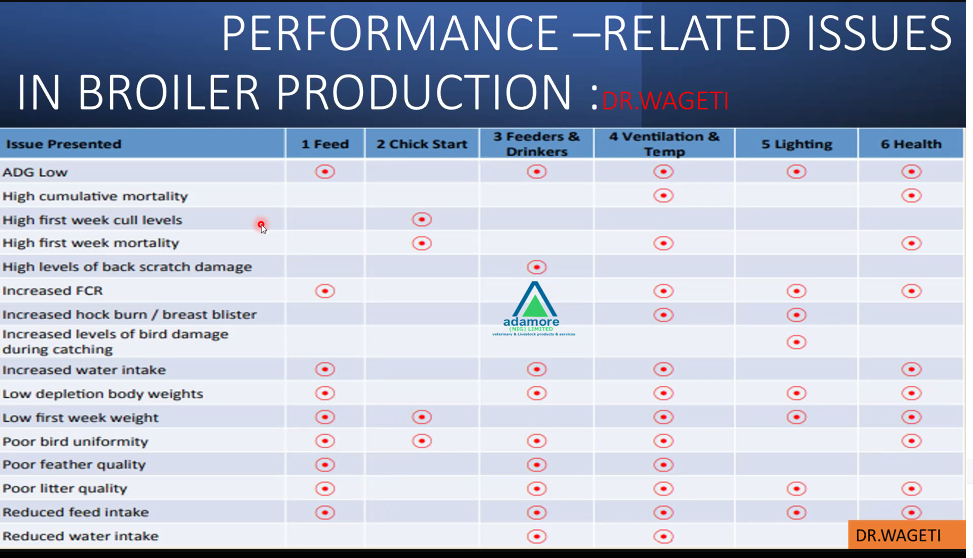 PERFORMANCE –RELATED ISSUES
IN BROILER PRODUCTION :DR.WAGETI
Issue Presented 1 Feed 2 Chick Start 3 Feeders & Drinkers 4 Ventilation & Temp 5 Lighting 6 Health
ADG Low
High cumulative mortality
High first week cull levels
High first week mortality
High levels of back scratch damage
Increased FCR
Increased hock burn / breast blister
adamore
(NIG) LIMITED
veterinary & Livestock products & services
Increased levels of bird damage
during catching
Increased water intake
Low depletion body weights
Low first week weight
Poor bird uniformity
Poor feather quality
Poor litter quality
Reduced feed intake
Reduced water intake
DR.WAGETI